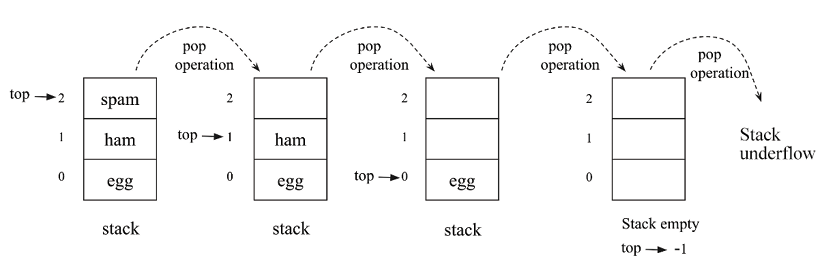 pop
operation
pop
operation
pop
operation
pop
operation
top 2 spam
1 ham
0 egg
stack
2
top 1 ham
0 egg
stack
2
1
top 0 egg
stack
2
1
0
Stack empty
top -1
Stack
underflow